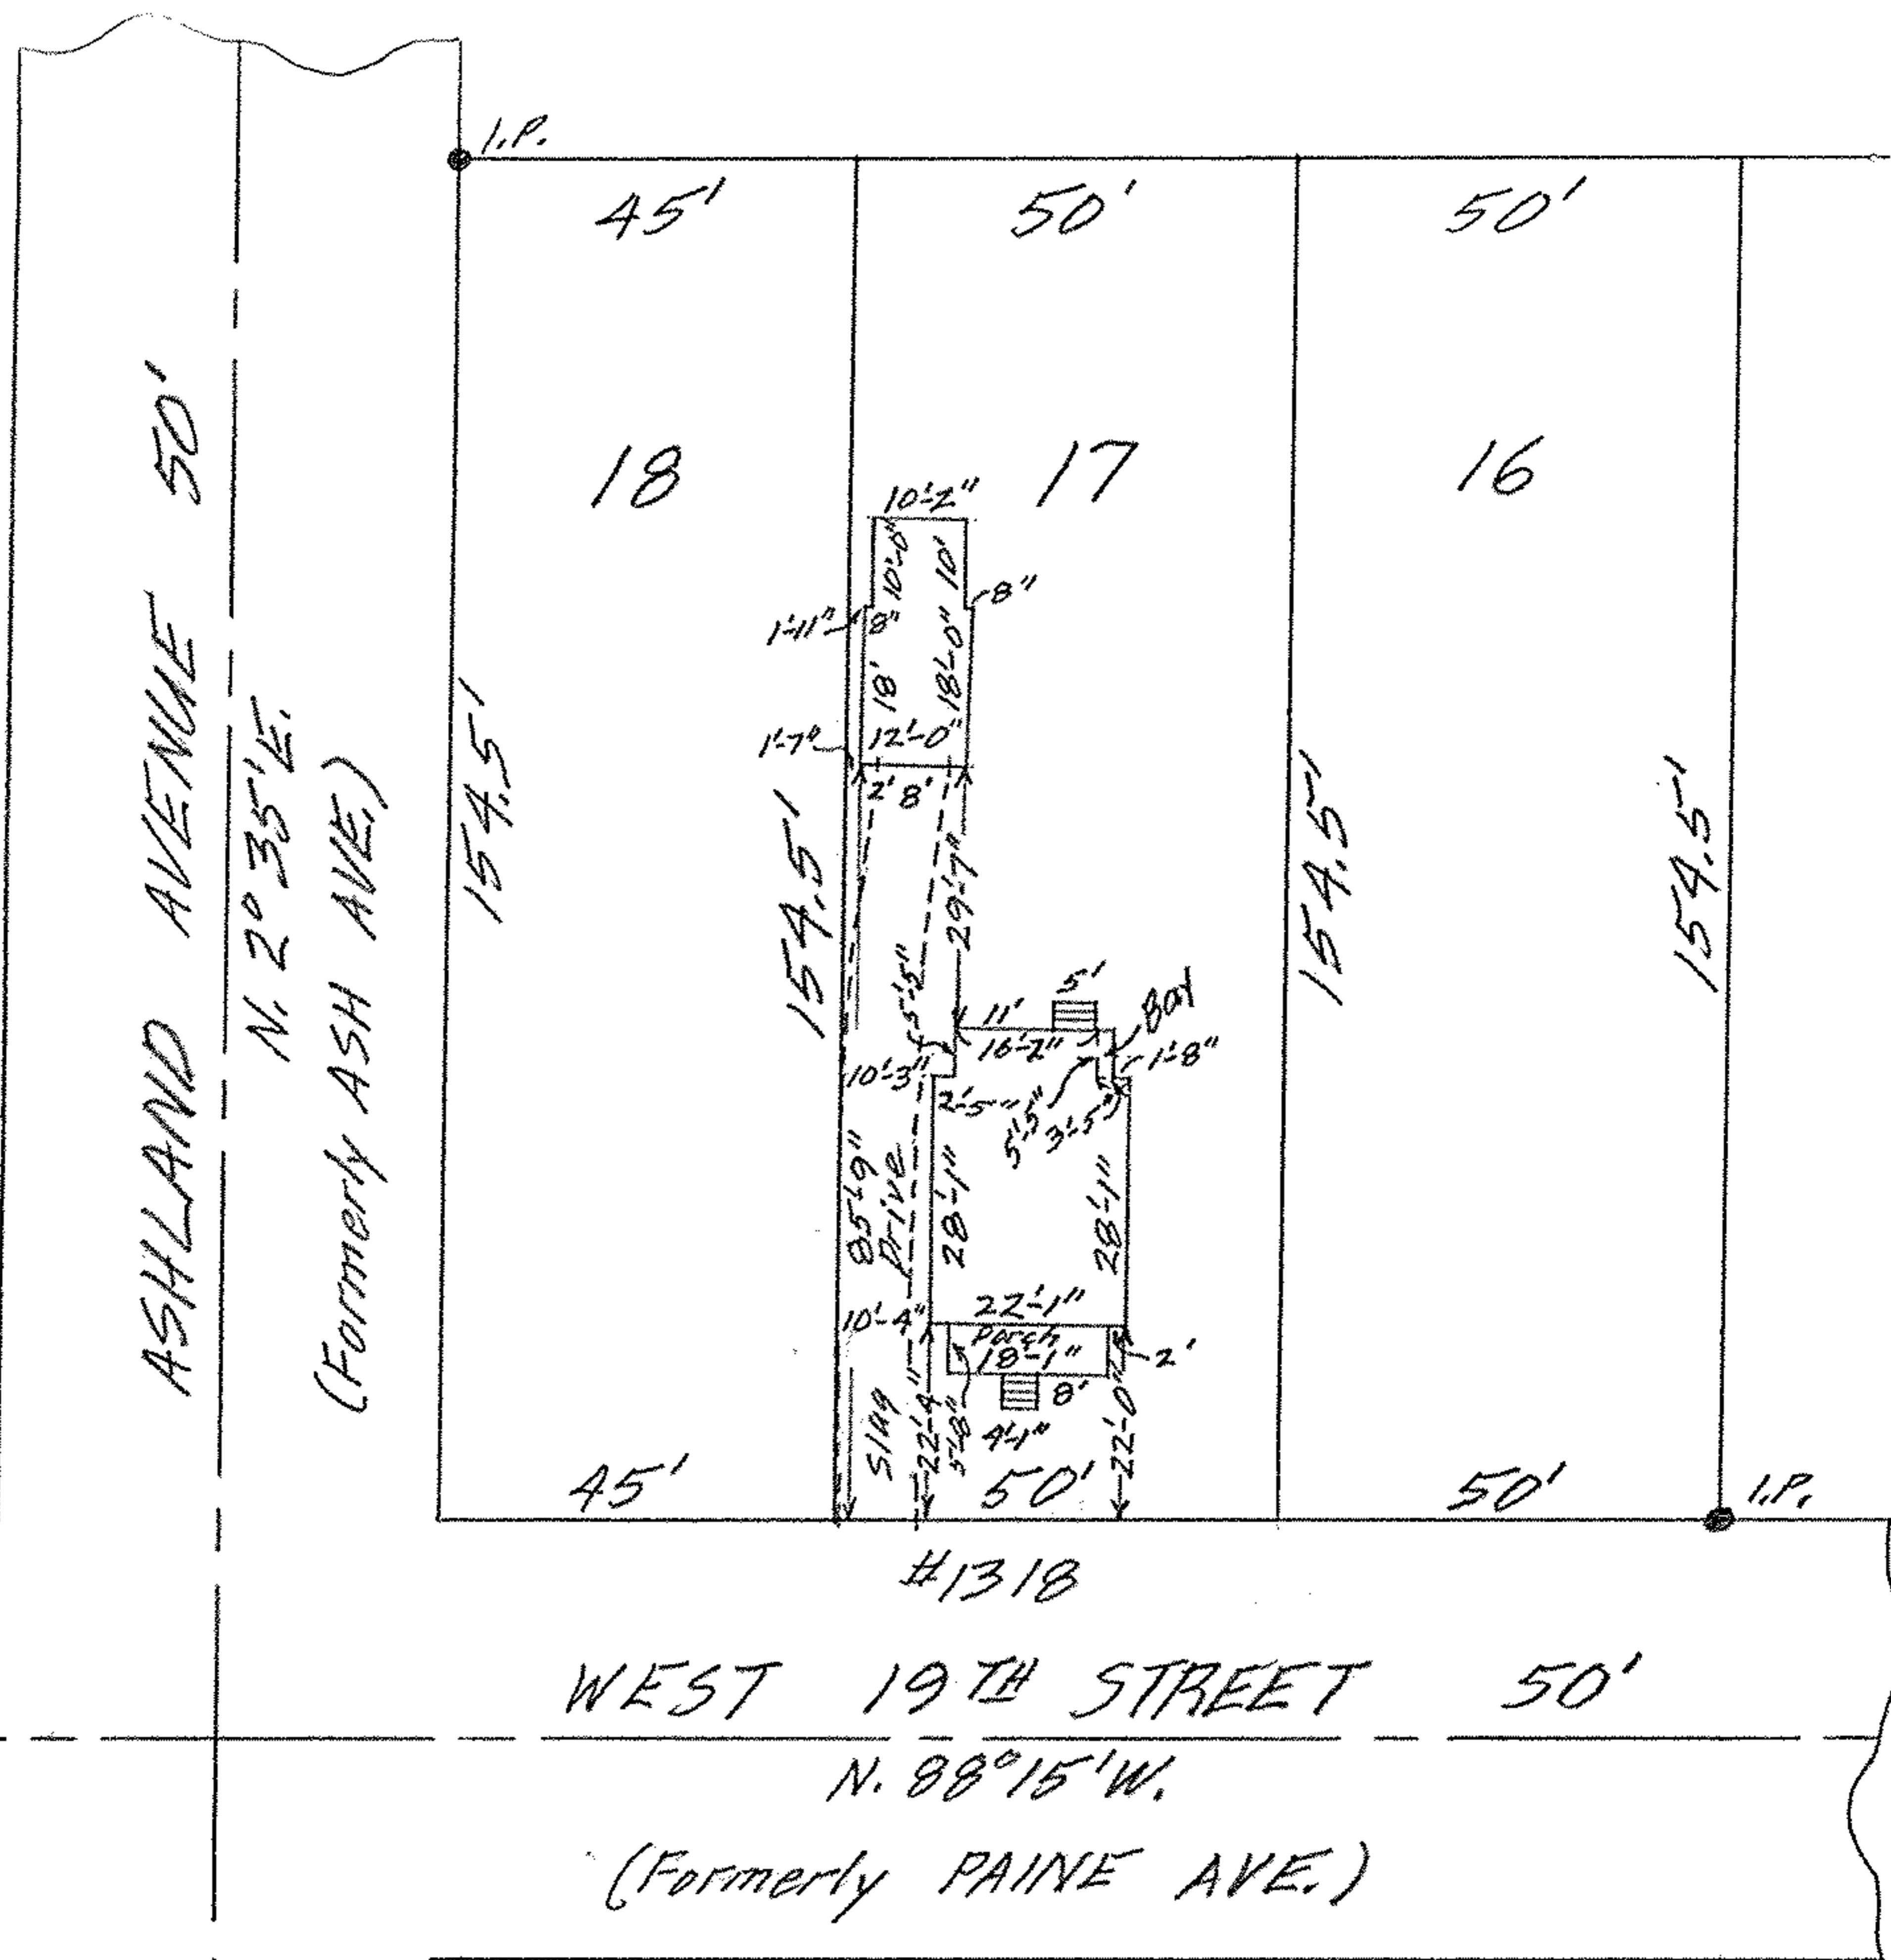 I.P.
45' 50' 50'
18 17 16
ASHLAND AVENUE 50'
N. 2° 35' E.
(Formerly ASH AVE.)
154.5'
154.5'
154.5'
154.5'
10'-2"
10'-0" 10'
8" 8"
1'-11"
18' 18'-0"
1'-7" 12'-0"
2' 8'
29'-7"
5'-5" 5'
11' Bay
16'-2" 1'-8"
10'-3"
2'-5" 5'-5" 3'-5"
85'-9"
Drive
28'-1" 28'-1"
10'-4" 22'-1"
Porch
18'-1" 2'
8'
Slag 22'-4" 5'-8" 4'-1" 22'-0"
45' 50' 50' I.P.
#1318
WEST 19TH STREET 50'
N. 88°15'W.
(Formerly PAINE AVE.)